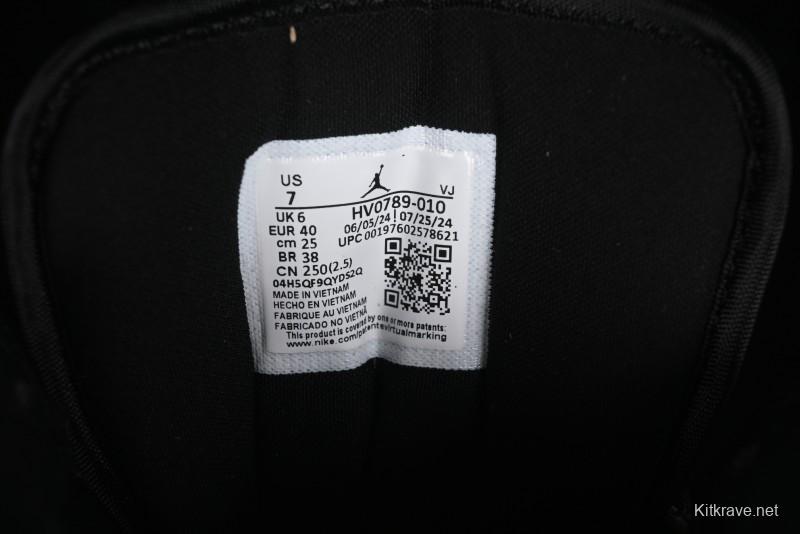 US
7
VJ
UK 6
HV0789-010
EUR 40
06/05/24 | 07/25/24
cm 25
UPC 00197602578621
BR 38
CN 250(2.5)
04H5QF9QYDS2Q
MADE IN VIETNAM
HECHO EN VIETNAM
FABRIQUE AU VIETNAM
FABRICADO NO VIETNÃ
This product is covered by one or more patents:
www.nike.com/patentsvirtualmarking
Kitkrave.net